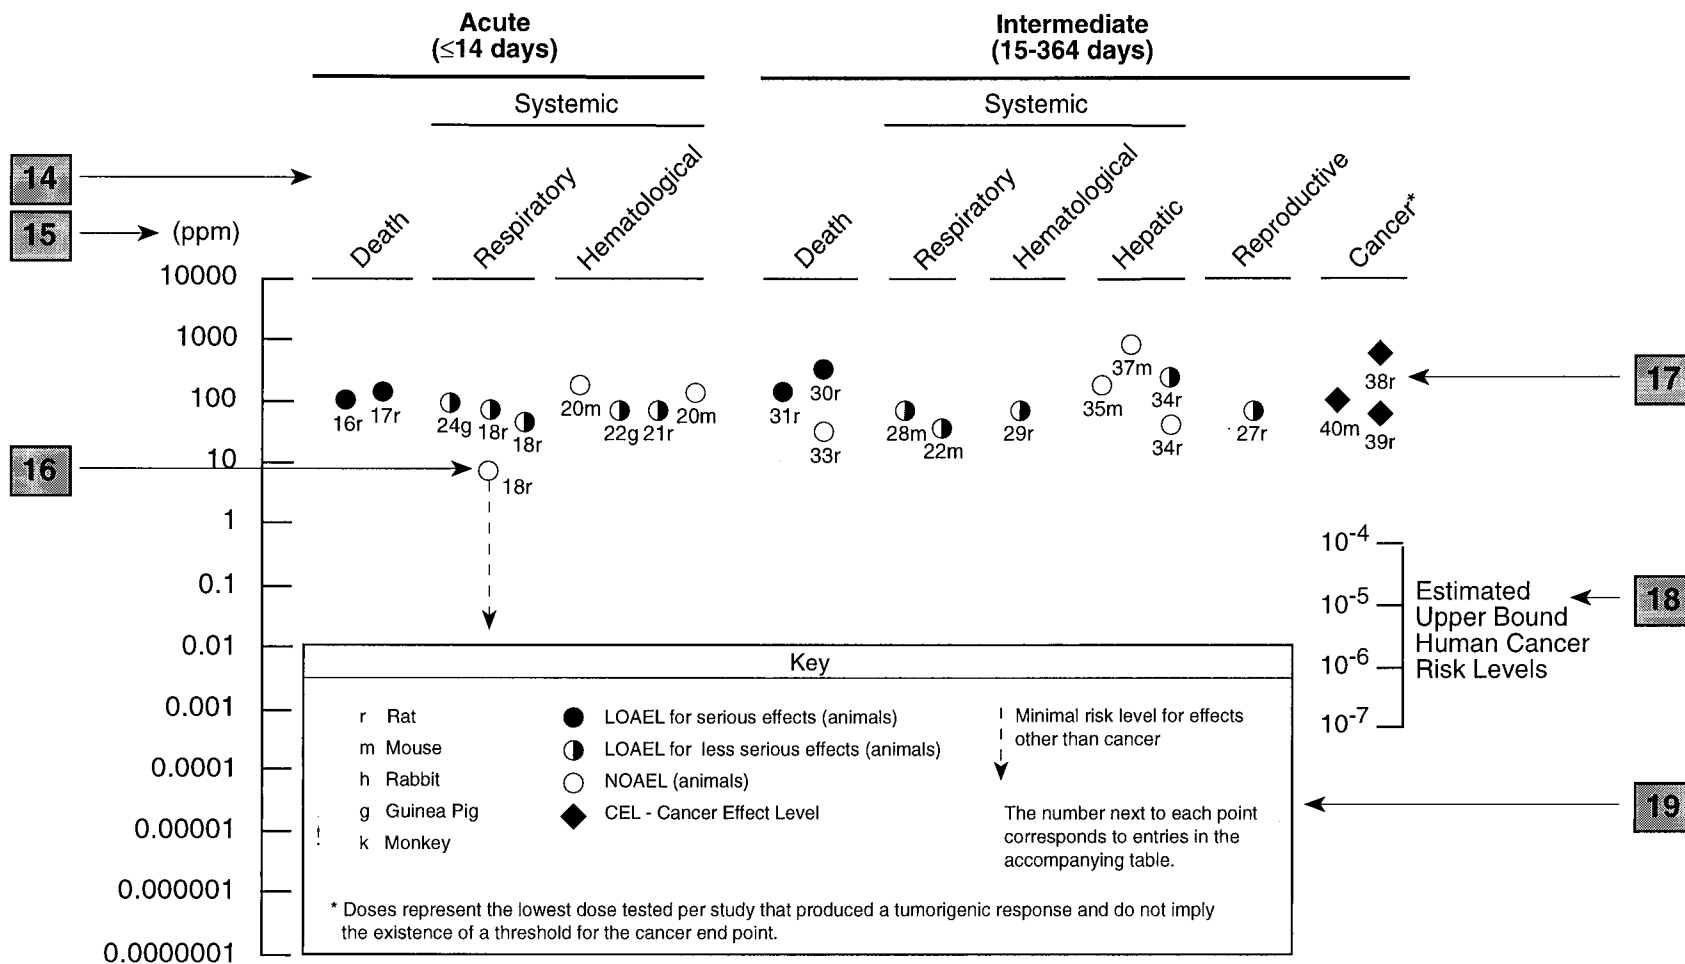 Acute
(≤14 days)
Intermediate
(15-364 days)
Systemic
Systemic
14
15
(ppm)
Death
Respiratory
Hematological
Death
Respiratory
Hematological
Hepatic
Reproductive
Cancer*
10000
1000
100
10
1
0.1
0.01
0.001
0.0001
0.00001
0.000001
0.0000001
16r
17r
24g
18r
18r
18r
20m
22g
21r
20m
31r
30r
33r
28m
22m
29r
35m
37m
34r
34r
27r
40m
38r
39r
16
17
10-4
10-5
10-6
10-7
Estimated
Upper Bound
Human Cancer
Risk Levels
18
Key
r Rat
m Mouse
h Rabbit
g Guinea Pig
k Monkey
LOAEL for serious effects (animals)
LOAEL for less serious effects (animals)
NOAEL (animals)
CEL - Cancer Effect Level
Minimal risk level for effects
other than cancer
The number next to each point
corresponds to entries in the
accompanying table.
* Doses represent the lowest dose tested per study that produced a tumorigenic response and do not imply
the existence of a threshold for the cancer end point.
19